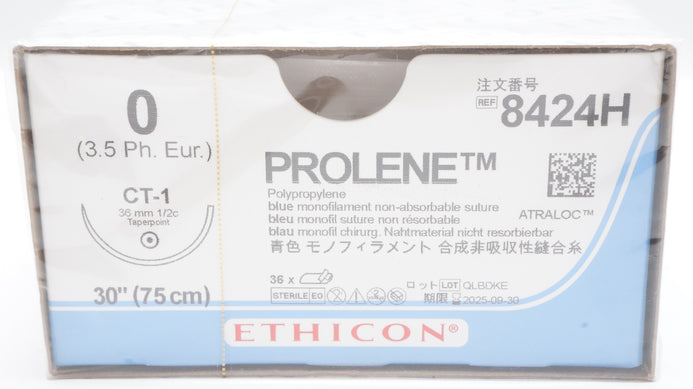 0
(3.5 Ph. Eur.)
CT-1
36 mm 1/2c
Taperpoint
30" (75 cm)
注文番号
REF 8424H
PROLENE™
Polypropylene
blue monofilament non-absorbable suture
bleu monofil suture non résorbable
blau monofil chirurg. Nahtmaterial nicht resorbierbar
青色 モノフィラメント 合成非吸収性縫合糸
ATRALOC™
36 x
STERILE EO
ロット LOT QLBDKE
期限 2025-09-30
ETHICON®